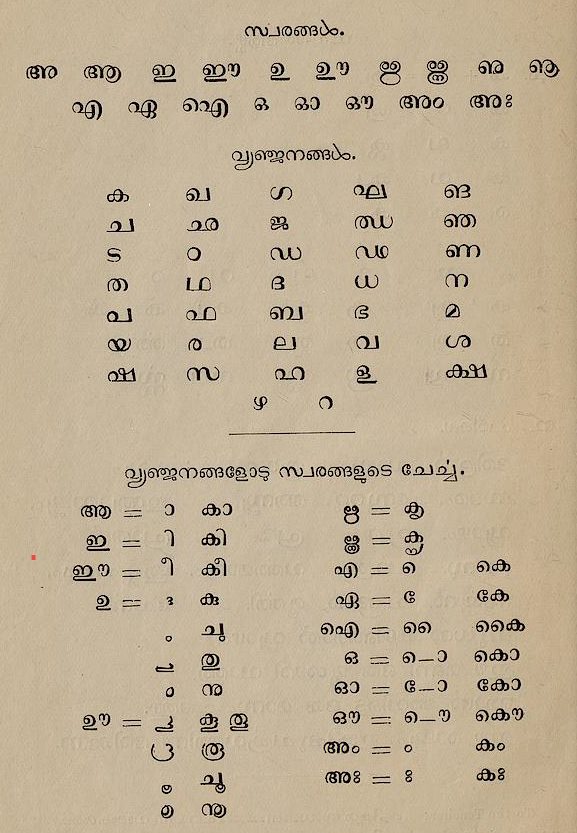 സ്വരങ്ങൾ.
അ ആ ഇ ഈ ഉ ഊ ഋ ൠ ഌ ൡ
എ ഏ ഐ ഒ ഓ ഔ അം അഃ
വ്യഞ്ജനങ്ങൾ.
ക ഖ ഗ ഘ ങ
ച ഛ ജ ഝ ഞ
ട ഠ ഡ ഢ ണ
ത ഥ ദ ധ ന
പ ഫ ബ ഭ മ
യ ര ല വ ശ
ഷ സ ഹ ള ക്ഷ
ഴ റ
വ്യഞ്ജനങ്ങളോടു സ്വരങ്ങളുടെ ചേൎച്ച.
ആ = ാ കാ
ഇ = ി കി
ഈ = ീ കീ
ഉ = ു കു
ചു
തു
നു
ഊ = ൂ കൂ തൂ
രൂ
ചൂ
നൂ
ഋ = കൃ
ൠ = കൄ
എ = െ കെ
ഏ = േ കേ
ഐ = ൈ കൈ
ഒ = െ–ാ കൊ
ഓ = േ–ാ കോ
ഔ = െ–ൗ കൌ
അം = ം കം
അഃ = ഃ കഃ